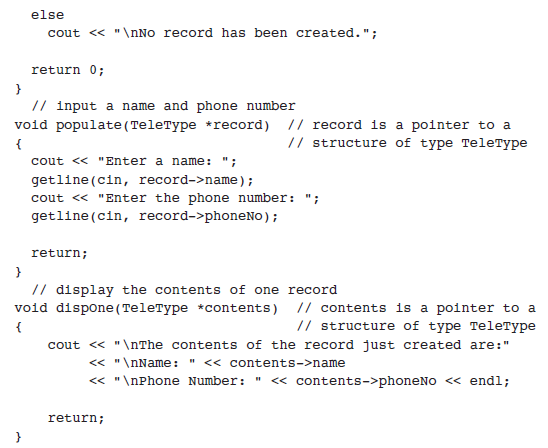 else
cout << "\nNo record has been created.";
return 0;
}
// input a name and phone number
void populate(TeleType *record) // record is a pointer to a
{ // structure of type TeleType
cout << "Enter a name: ";
getline(cin, record->name);
cout << "Enter the phone number: ";
getline(cin, record->phoneNo);
return;
}
// display the contents of one record
void dispOne(TeleType *contents) // contents is a pointer to a
{ // structure of type TeleType
cout << "\nThe contents of the record just created are:"
<< "\nName: " << contents->name
<< "\nPhone Number: " << contents->phoneNo << endl;
return;
}